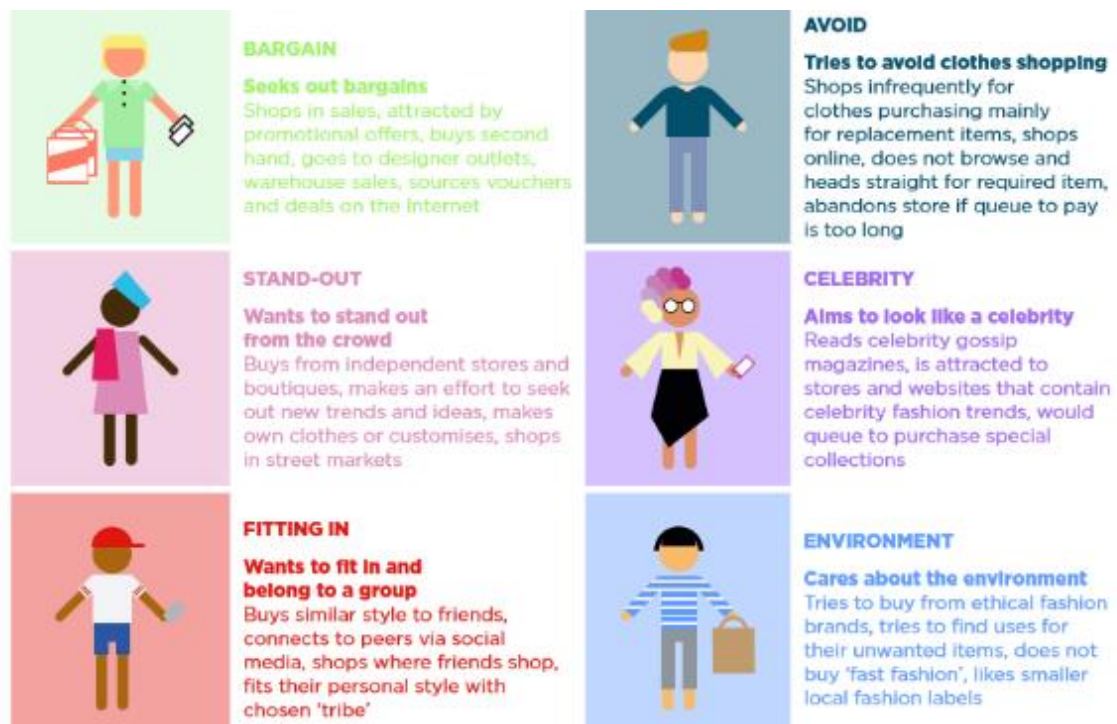 BARGAIN
Seeks out bargains
Shops in sales, attracted by
promotional offers, buys second
hand, goes to designer outlets,
warehouse sales, sources vouchers
and deals on the Internet
AVOID
Tries to avoid clothes shopping
Shops infrequently for
clothes purchasing mainly
for replacement items, shops
online, does not browse and
heads straight for required item,
abandons store if queue to pay
is too long
STAND-OUT
Wants to stand out
from the crowd
Buys from independent stores and
boutiques, makes an effort to seek
out new trends and ideas, makes
own clothes or customises, shops
in street markets
CELEBRITY
Aims to look like a celebrity
Reads celebrity gossip
magazines, is attracted to
stores and websites that contain
celebrity fashion trends, would
queue to purchase special
collections
FITTING IN
Wants to fit in and
belong to a group
Buys similar style to friends,
connects to peers via social
media, shops where friends shop,
fits their personal style with
chosen 'tribe'
ENVIRONMENT
Cares about the environment
Tries to buy from ethical fashion
brands, tries to find uses for
their unwanted items, does not
buy 'fast fashion', likes smaller
local fashion labels